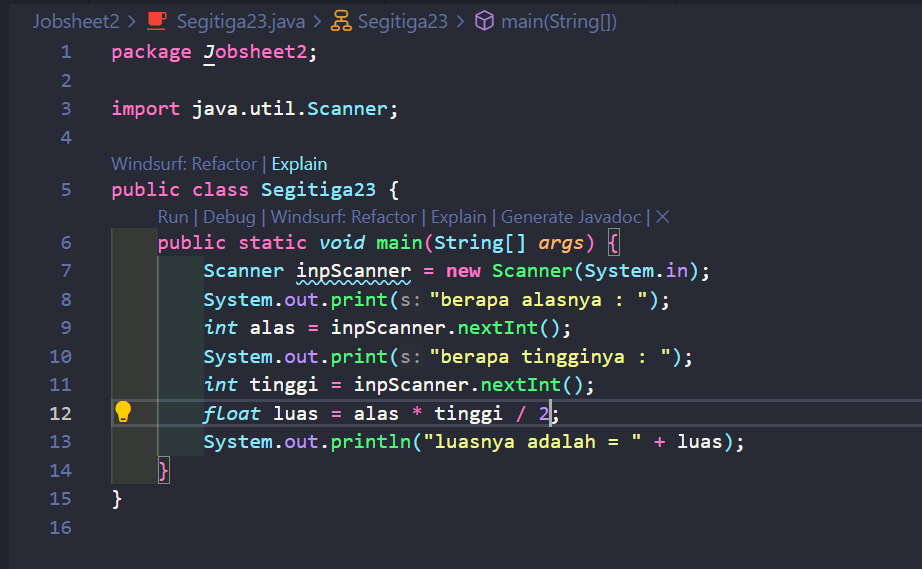 Jobsheet2 > Segitiga23.java > Segitiga23 > main(String[])
1 package Jobsheet2;
2
3 import java.util.Scanner;
4
Windsurf: Refactor | Explain
5 public class Segitiga23 {
Run | Debug | Windsurf: Refactor | Explain | Generate Javadoc | ×
6 public static void main(String[] args) {
7 Scanner inpScanner = new Scanner(System.in);
8 System.out.print(s: "berapa alasnya : ");
9 int alas = inpScanner.nextInt();
10 System.out.print(s: "berapa tingginya : ");
11 int tinggi = inpScanner.nextInt();
12 float luas = alas * tinggi / 2;
13 System.out.println("luasnya adalah = " + luas);
14 }
15 }
16